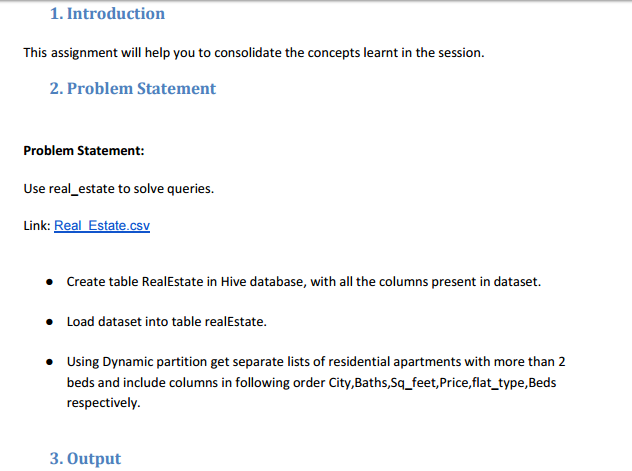 1. Introduction
This assignment will help you to consolidate the concepts learnt in the session.
2. Problem Statement
Problem Statement:
Use real_estate to solve queries.
Link: Real_Estate.csv
● Create table RealEstate in Hive database, with all the columns present in dataset.
● Load dataset into table realEstate.
● Using Dynamic partition get separate lists of residential apartments with more than 2
beds and include columns in following order City,Baths,Sq_feet,Price,flat_type,Beds
respectively.
3. Output